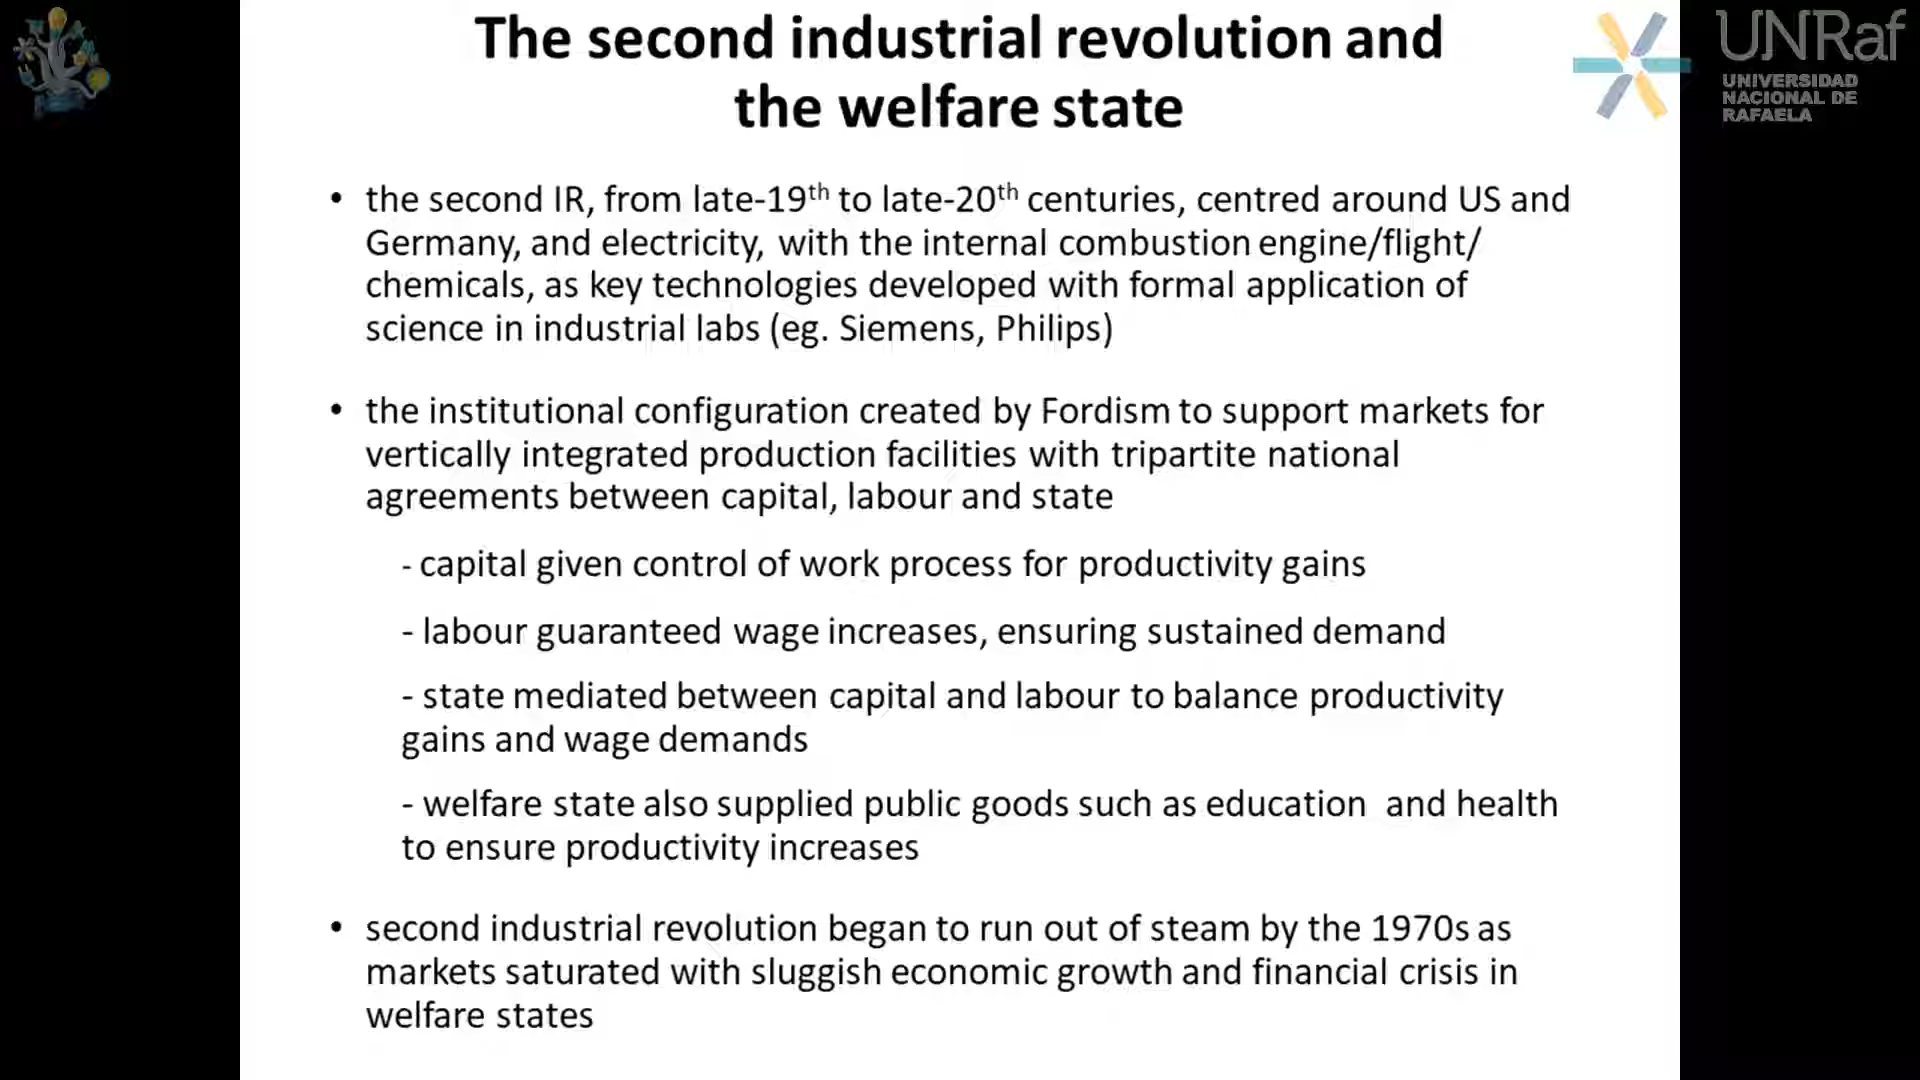 The second industrial revolution and
the welfare state
UNRaf
UNIVERSIDAD
NACIONAL DE
RAFAELA
• the second IR, from late-19th to late-20th centuries, centred around US and
Germany, and electricity, with the internal combustion engine/flight/
chemicals, as key technologies developed with formal application of
science in industrial labs (eg. Siemens, Philips)
• the institutional configuration created by Fordism to support markets for
vertically integrated production facilities with tripartite national
agreements between capital, labour and state
- capital given control of work process for productivity gains
- labour guaranteed wage increases, ensuring sustained demand
- state mediated between capital and labour to balance productivity
gains and wage demands
- welfare state also supplied public goods such as education  and health
to ensure productivity increases
• second industrial revolution began to run out of steam by the 1970s as
markets saturated with sluggish economic growth and financial crisis in
welfare states